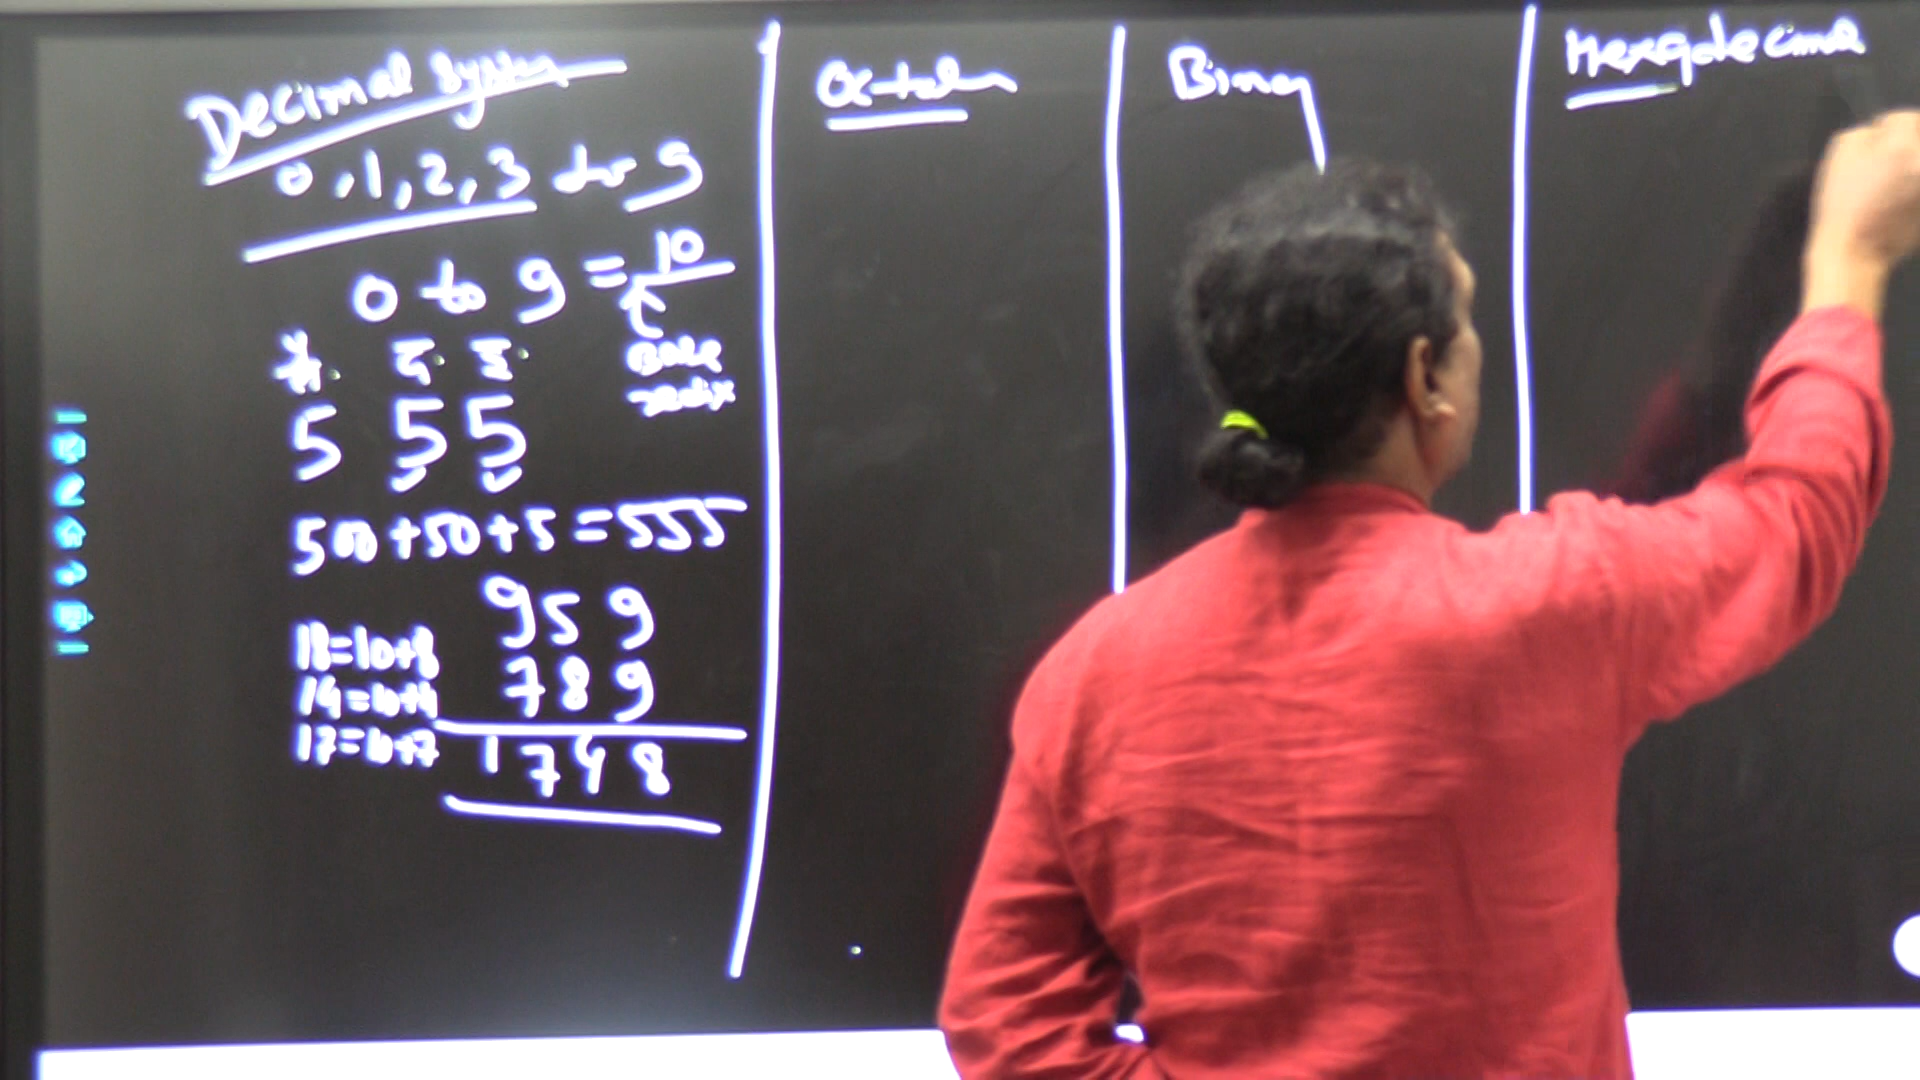 Decimal System
0,1,2,3 to 9
0 to 9 = 10
Base
redix
सै. द. इ.
5 5 5
500+50+5=555
959
18=10+8
789
14=10+4
17=10+7
1748
Octal
Binary
Hexadecimal